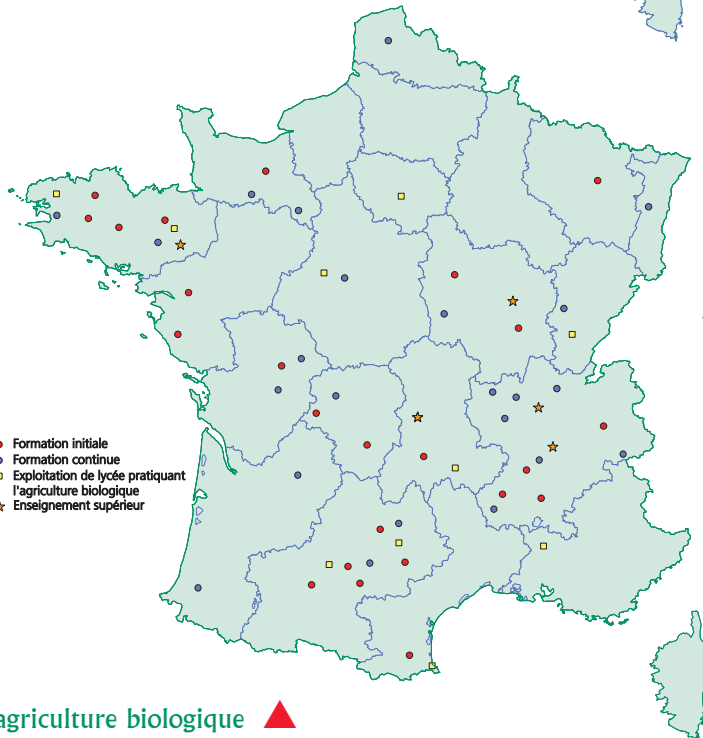 Formation initiale
Formation continue
Exploitation de lycée pratiquant
l'agriculture biologique
Enseignement supérieur
agriculture biologique